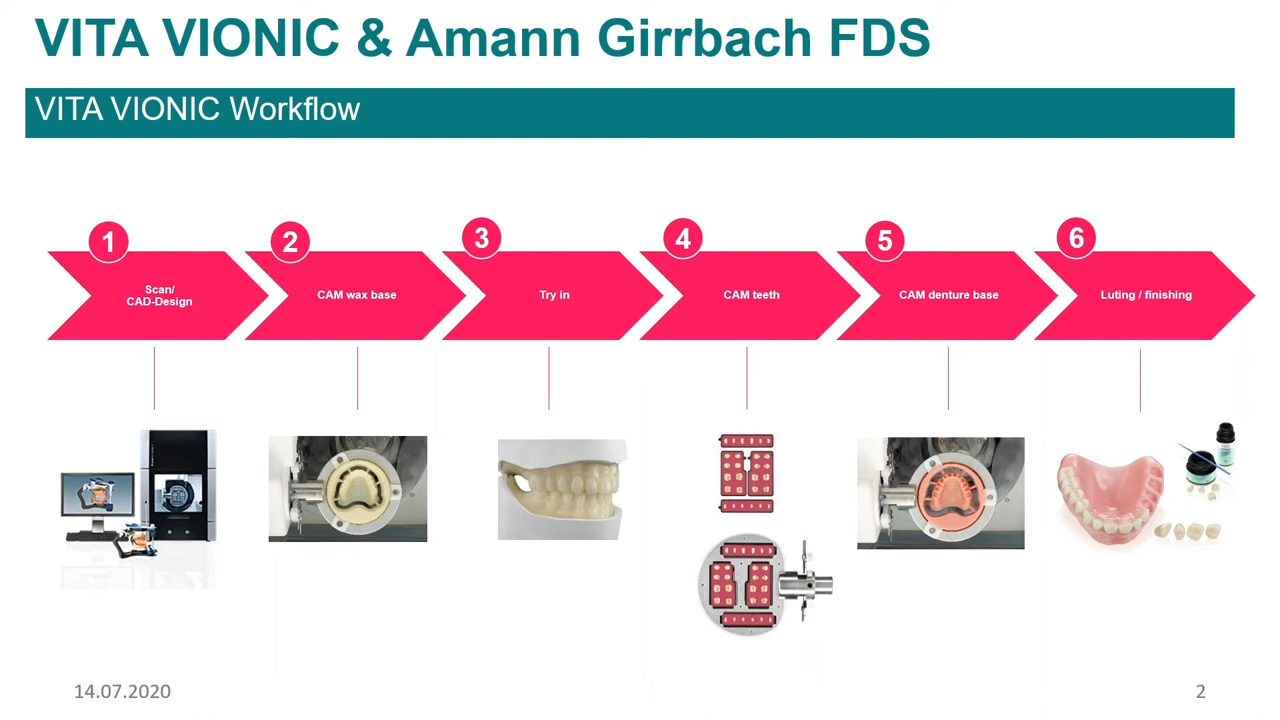 VITA VIONIC & Amann Girrbach FDS
VITA VIONIC Workflow
1
2
3
4
5
6
Scan/
CAD-Design
CAM wax base
Try in
CAM teeth
CAM denture base
Luting / finishing
14.07.2020
2